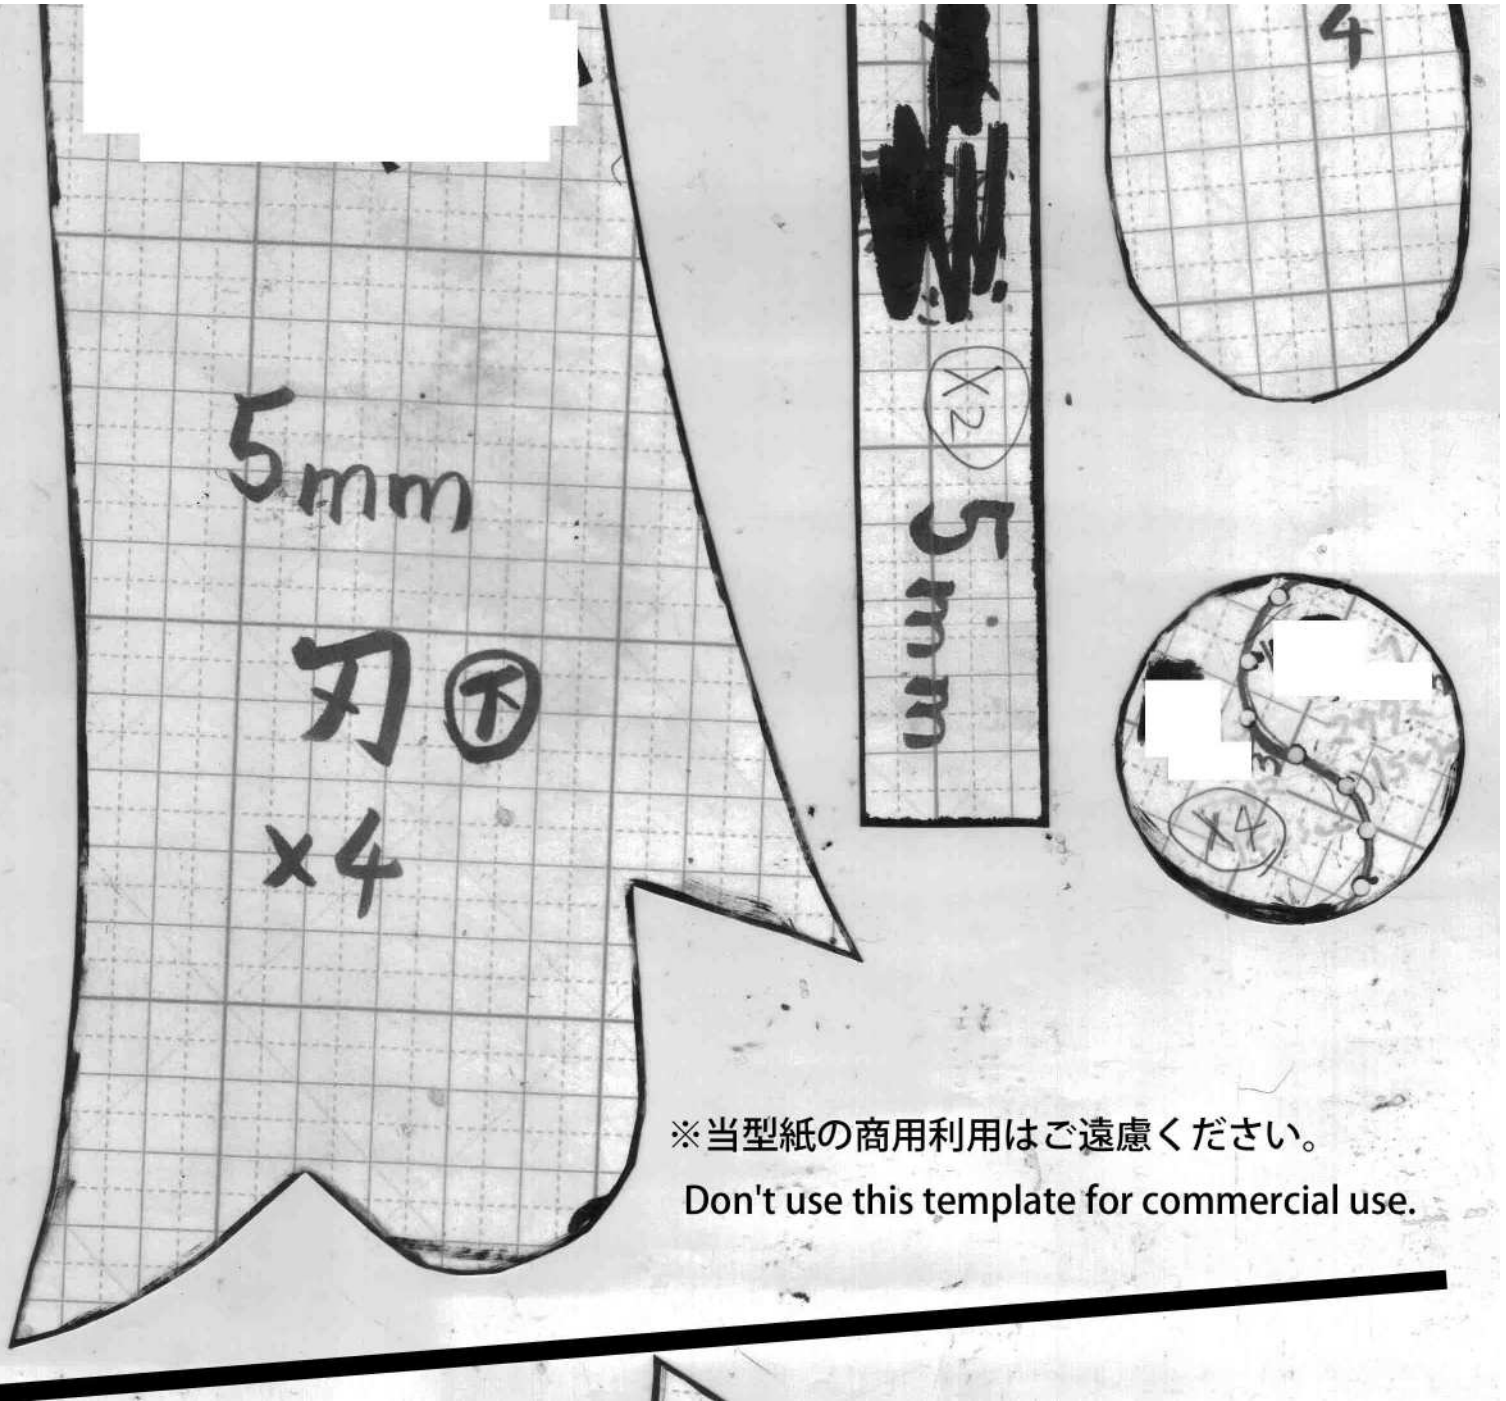 4
5mm
刃 下
×4
×2
5mm
×4
※当型紙の商用利用はご遠慮ください。
Don't use this template for commercial use.